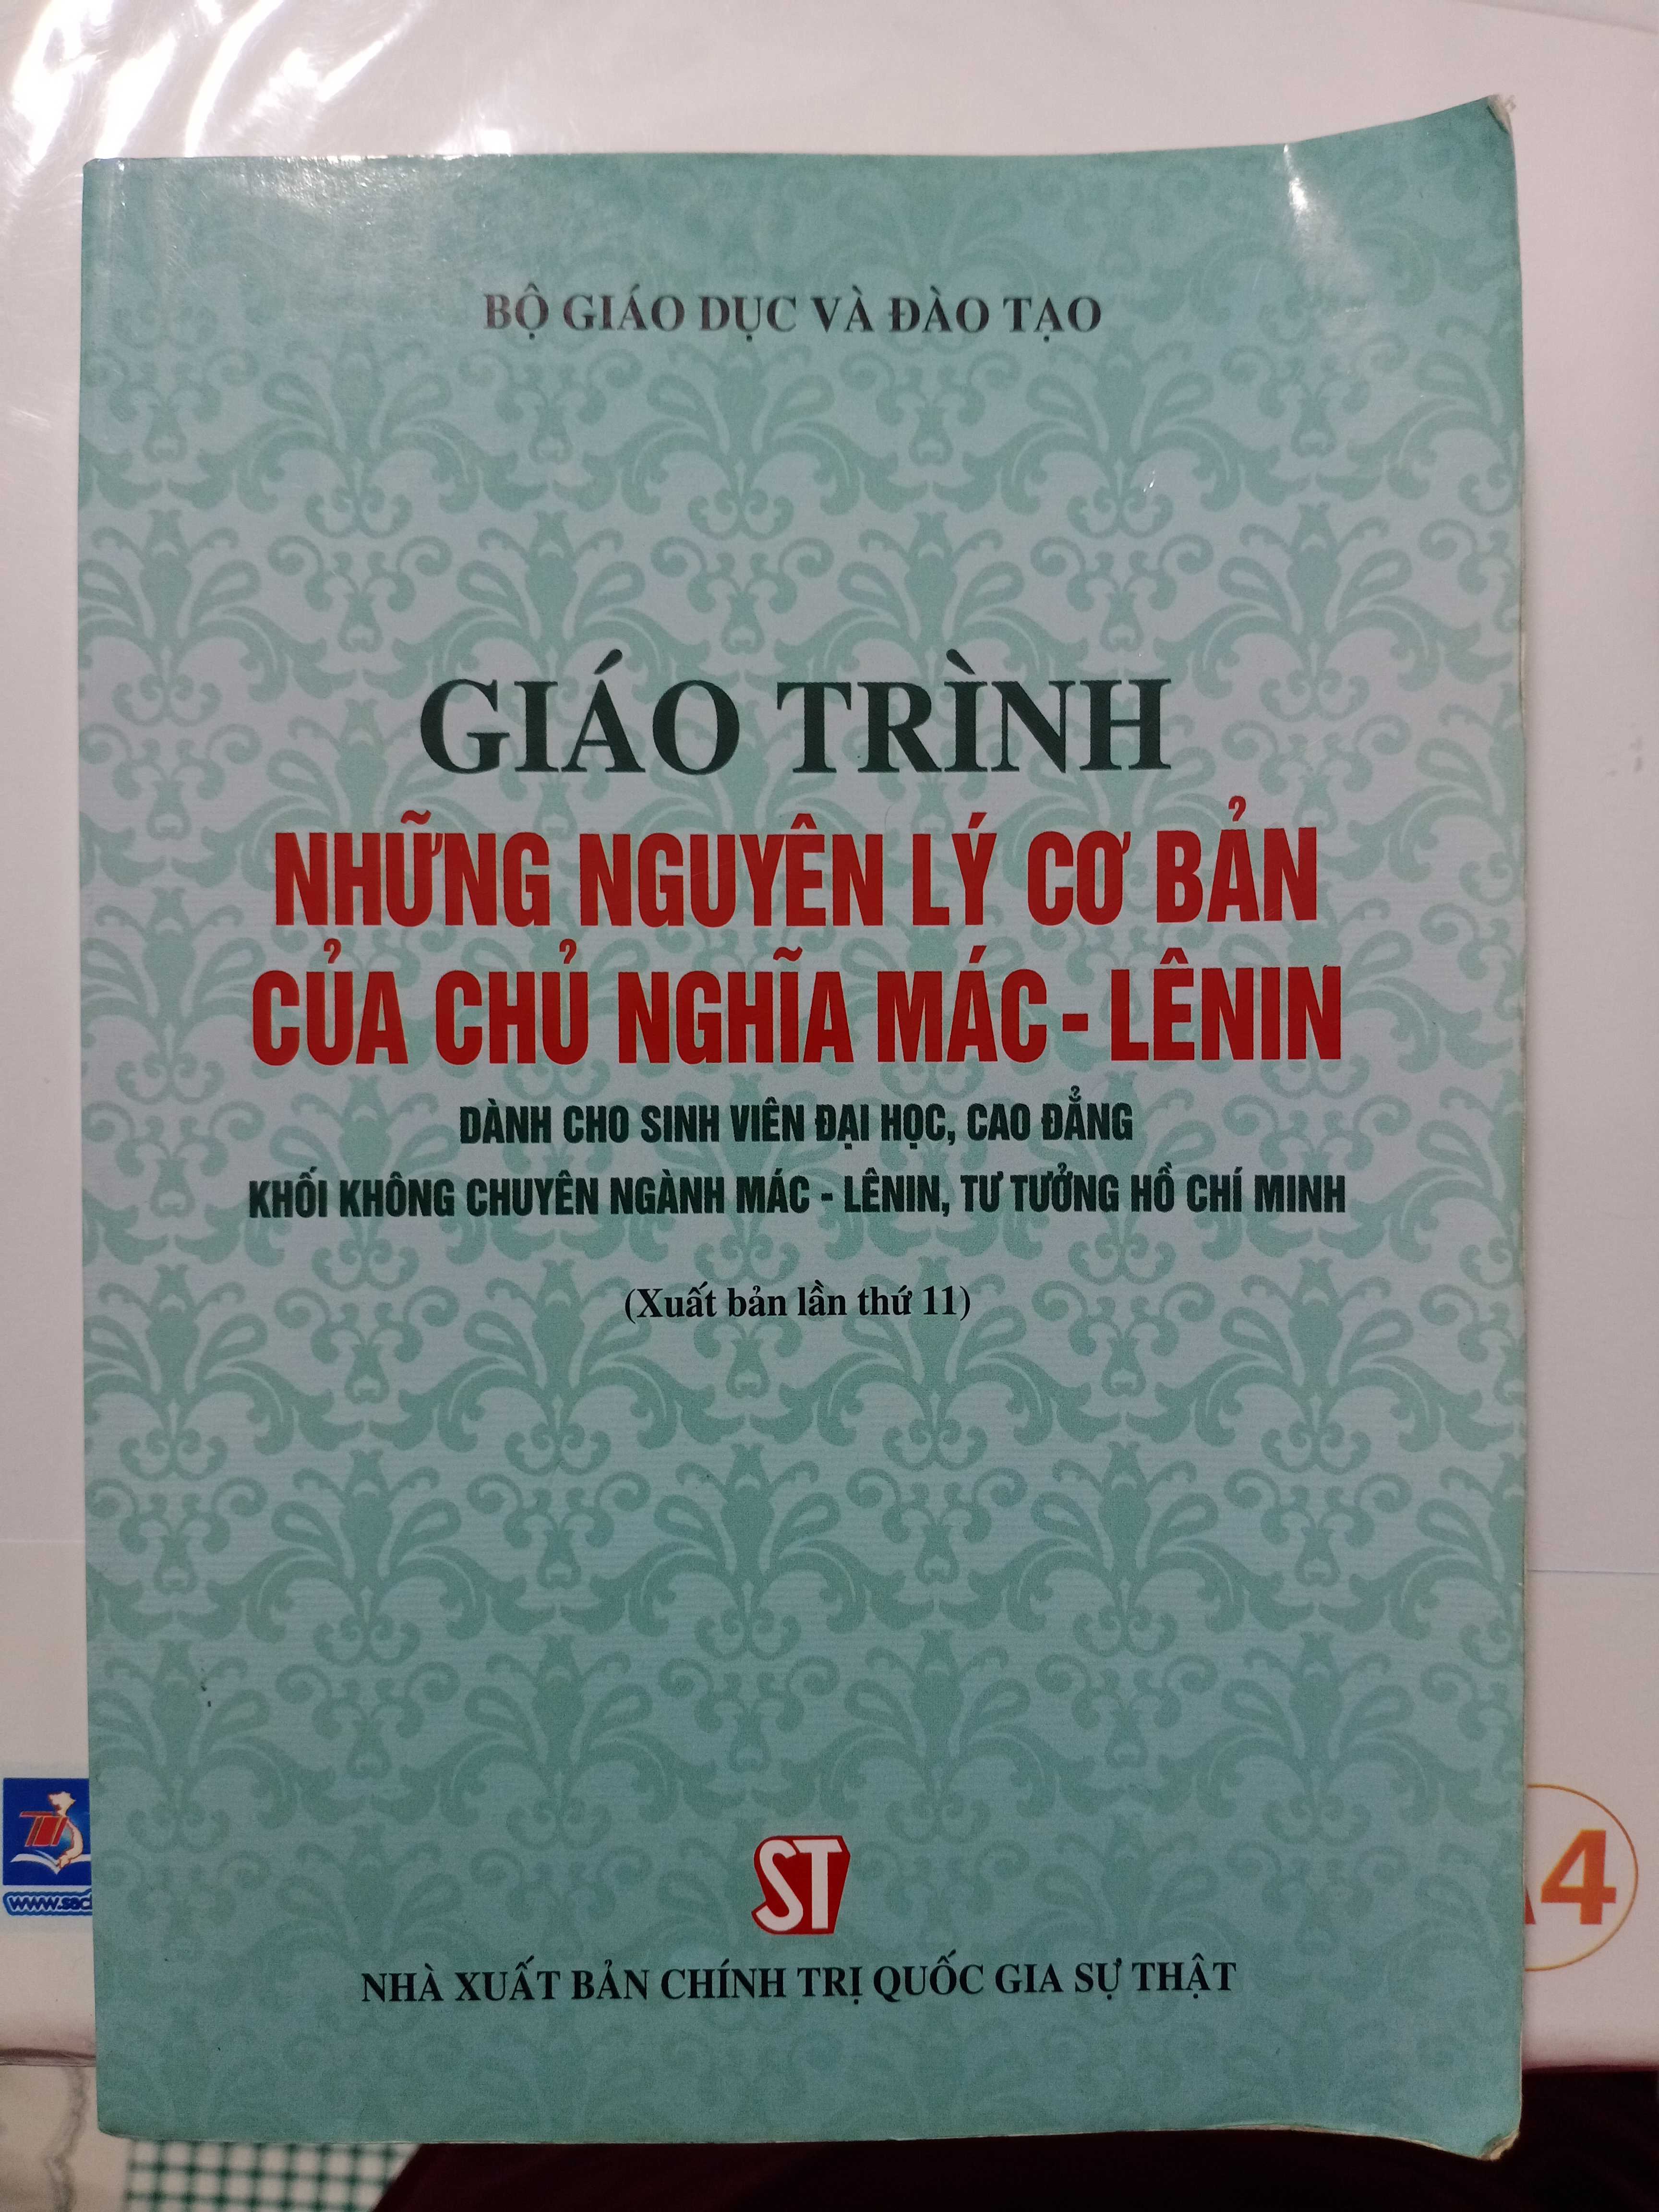 BỘ GIÁO DỤC VÀ ĐÀO TẠO
GIÁO TRÌNH
NHỮNG NGUYÊN LÝ CƠ BẢN
CỦA CHỦ NGHĨA MÁC - LÊNIN
DÀNH CHO SINH VIÊN ĐẠI HỌC, CAO ĐẲNG
KHỐI KHÔNG CHUYÊN NGÀNH MÁC - LÊNIN, TƯ TƯỞNG HỒ CHÍ MINH
(Xuất bản lần thứ 11)
ST
NHÀ XUẤT BẢN CHÍNH TRỊ QUỐC GIA SỰ THẬT